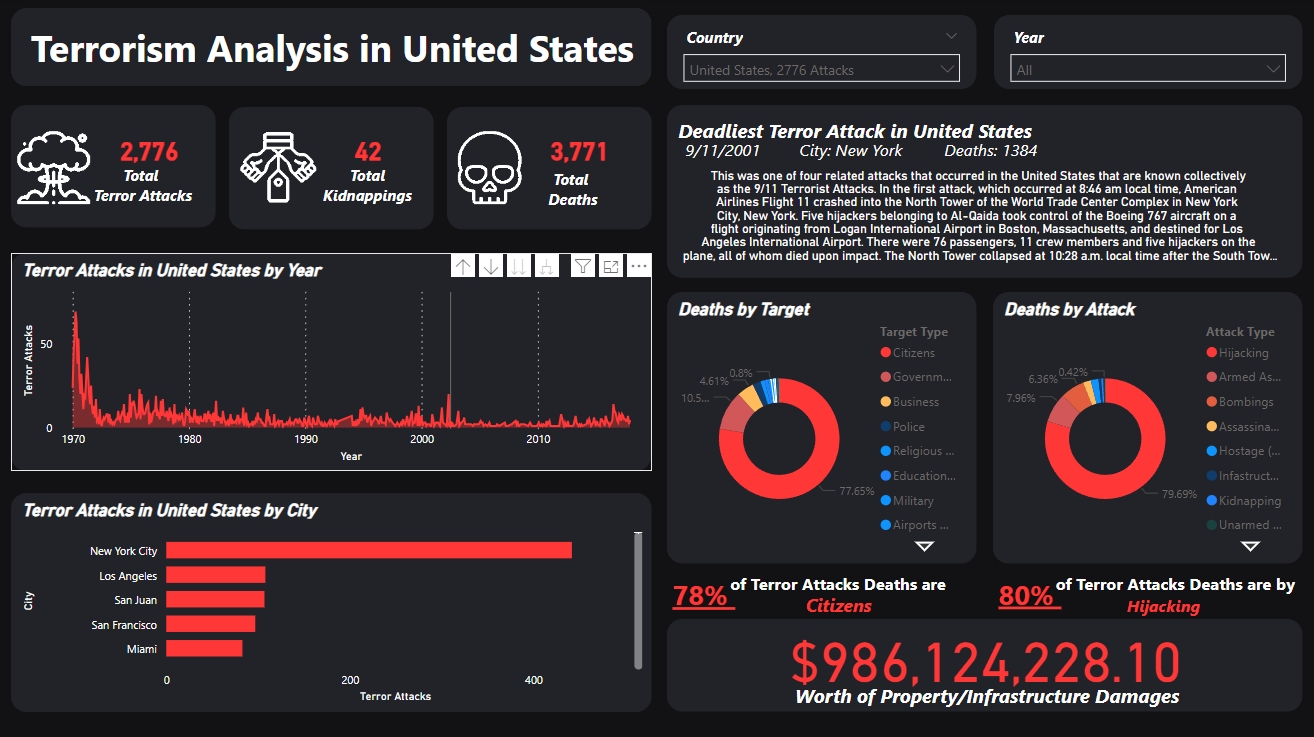 Terrorism Analysis in United States
Country
United States, 2776 Attacks
Year
All
2,776
Total
Terror Attacks
42
Total
Kidnappings
3,771
Total
Deaths
Deadliest Terror Attack in United States
9/11/2001 City: New York Deaths: 1384
This was one of four related attacks that occurred in the United States that are known collectively
as the 9/11 Terrorist Attacks. In the first attack, which occurred at 8:46 am local time, American
Airlines Flight 11 crashed into the North Tower of the World Trade Center Complex in New York
City, New York. Five hijackers belonging to Al-Qaida took control of the Boeing 767 aircraft on a
flight originating from Logan International Airport in Boston, Massachusetts, and destined for Los
Angeles International Airport. There were 76 passengers, 11 crew members and five hijackers on the
plane, all of whom died upon impact. The North Tower collapsed at 10:28 a.m. local time after the South Tow...
Terror Attacks in United States by Year
Terror Attacks
50
0
1970 1980 1990 2000 2010
Year
Terror Attacks in United States by City
City
New York City
Los Angeles
San Juan
San Francisco
Miami
0 200 400
Terror Attacks
Deaths by Target
0.8%
4.61%
10.5...
77.65%
Target Type
Citizens
Governm...
Business
Police
Religious ...
Education...
Military
Airports ...
Deaths by Attack
0.42%
6.36%
7.96%
79.69%
Attack Type
Hijacking
Armed As...
Bombings
Assassina...
Hostage (...
Infastruct...
Kidnapping
Unarmed ...
78% of Terror Attacks Deaths are
Citizens
80% of Terror Attacks Deaths are by
Hijacking
$986,124,228.10
Worth of Property/Infrastructure Damages